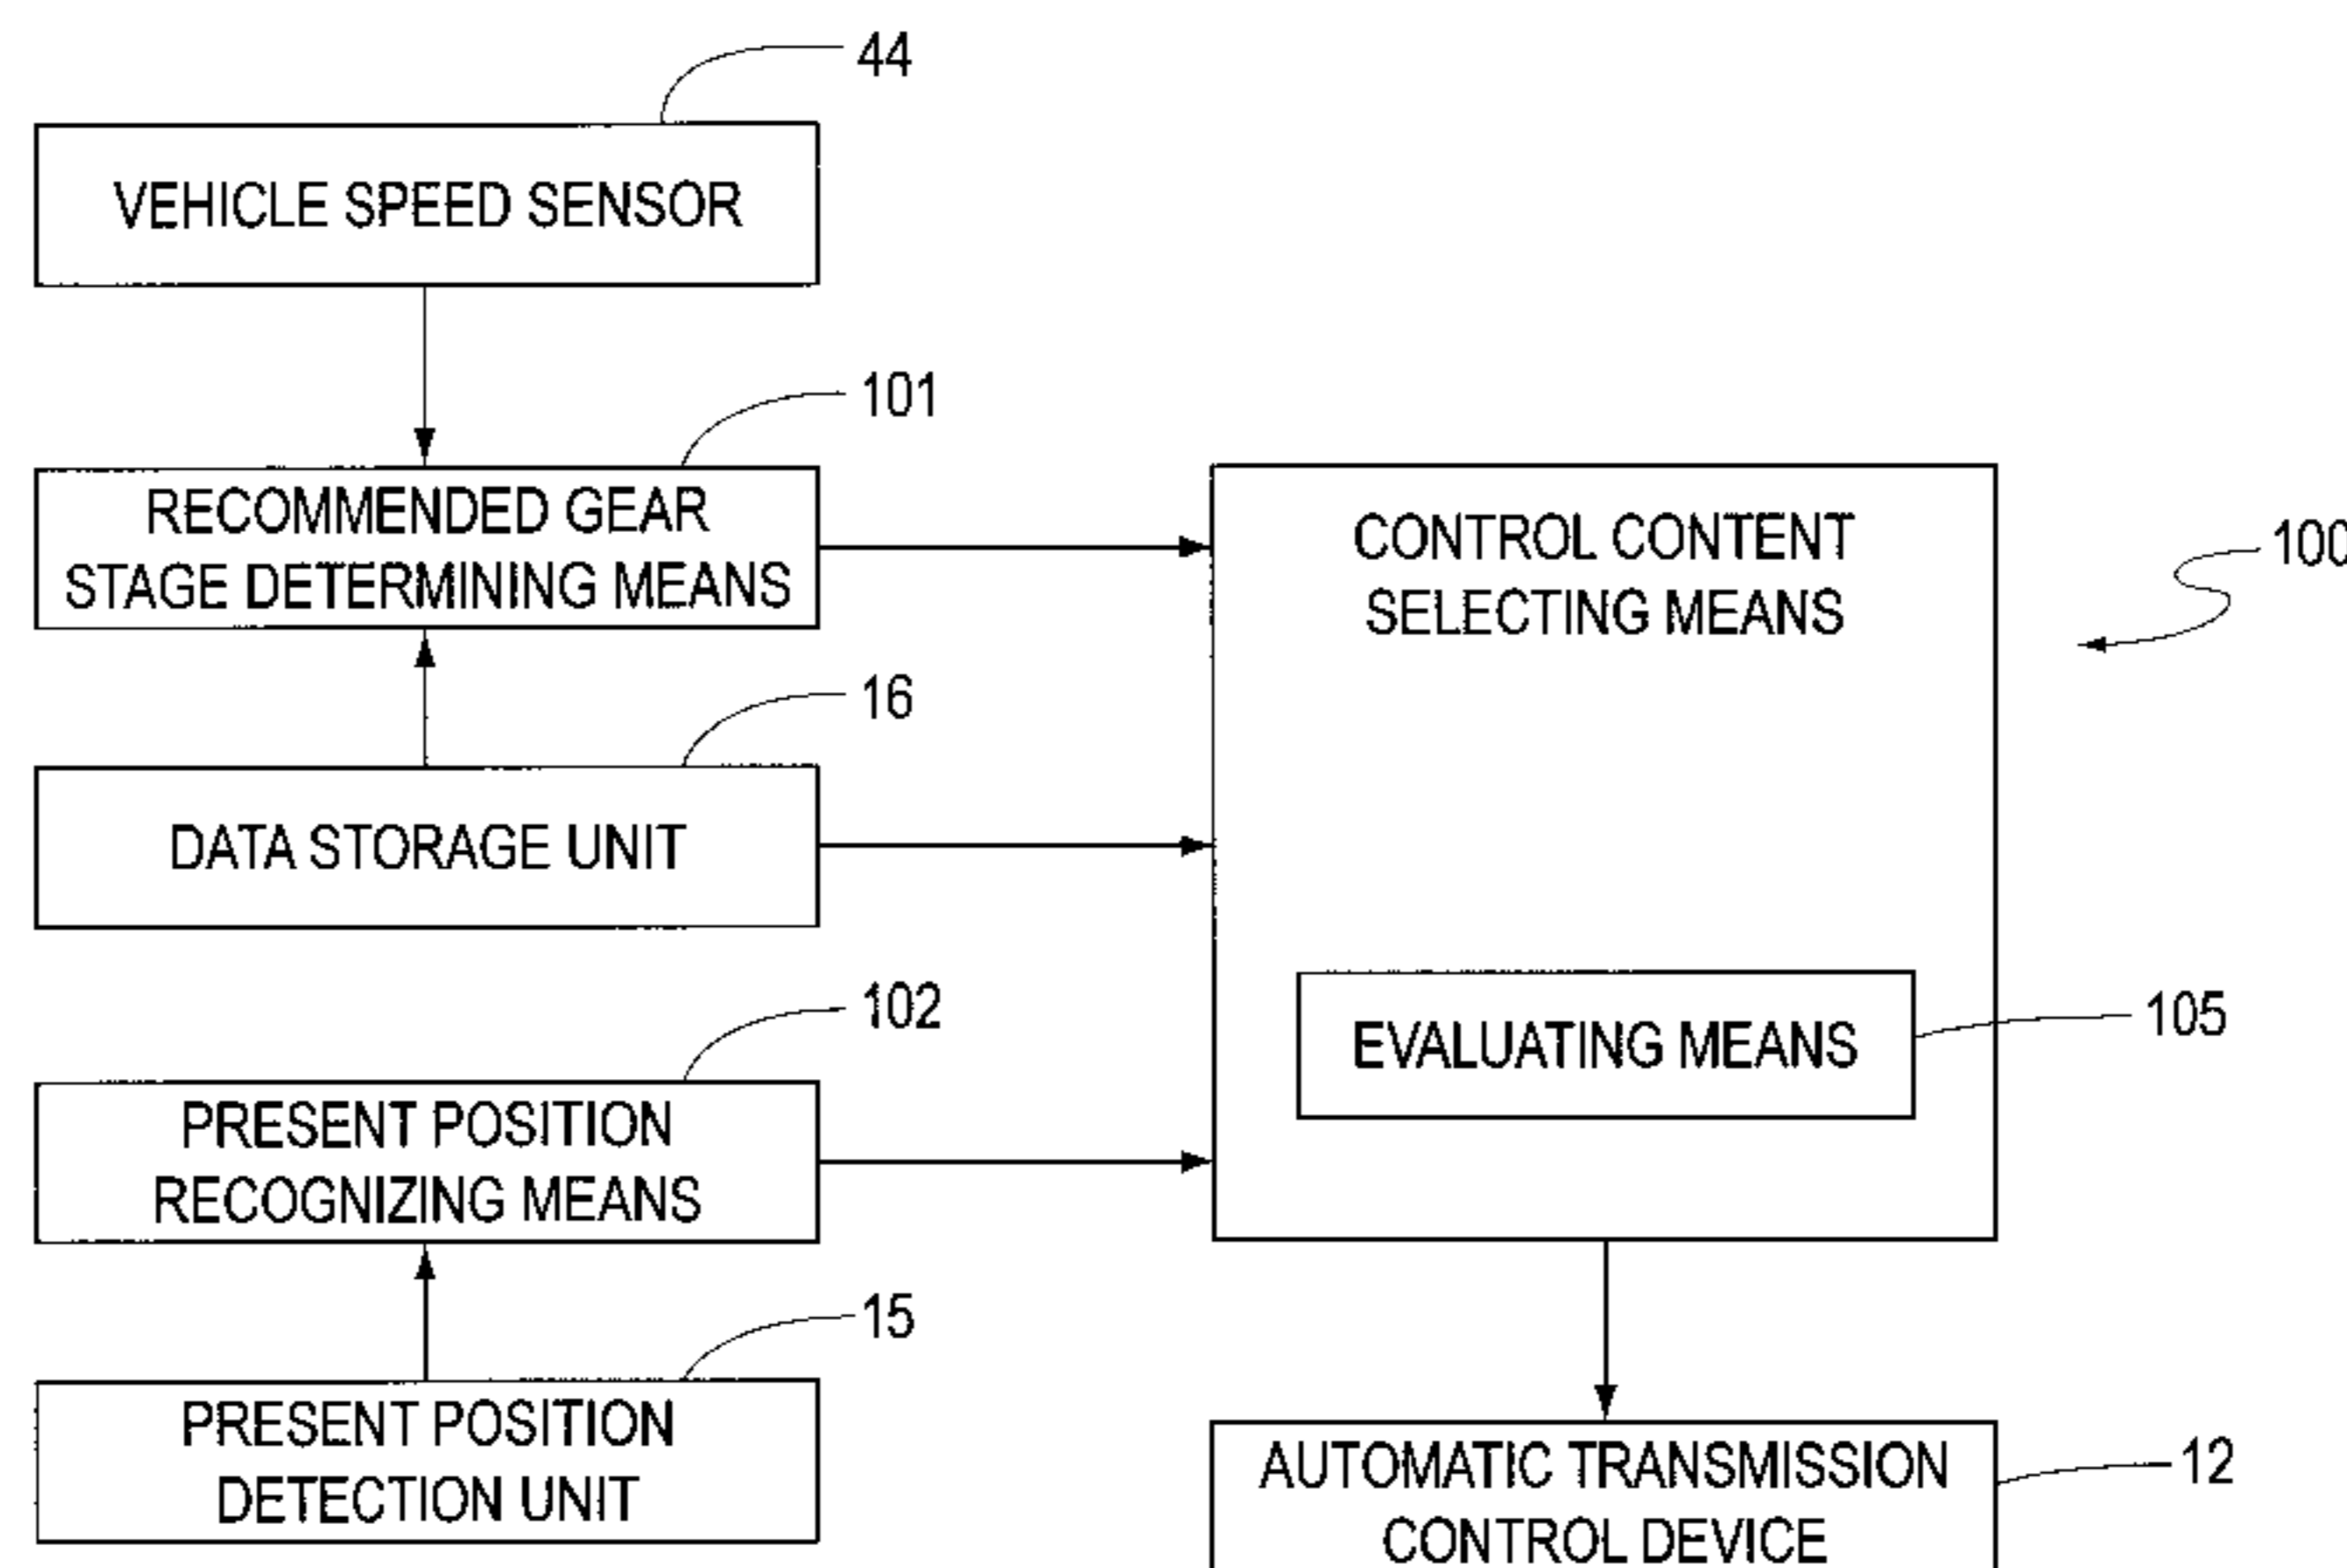 44
VEHICLE SPEED SENSOR
101
RECOMMENDED GEAR
STAGE DETERMINING MEANS
CONTROL CONTENT
SELECTING MEANS
100
16
DATA STORAGE UNIT
102
PRESENT POSITION
RECOGNIZING MEANS
EVALUATING MEANS
105
15
PRESENT POSITION
DETECTION UNIT
AUTOMATIC TRANSMISSION
CONTROL DEVICE
12